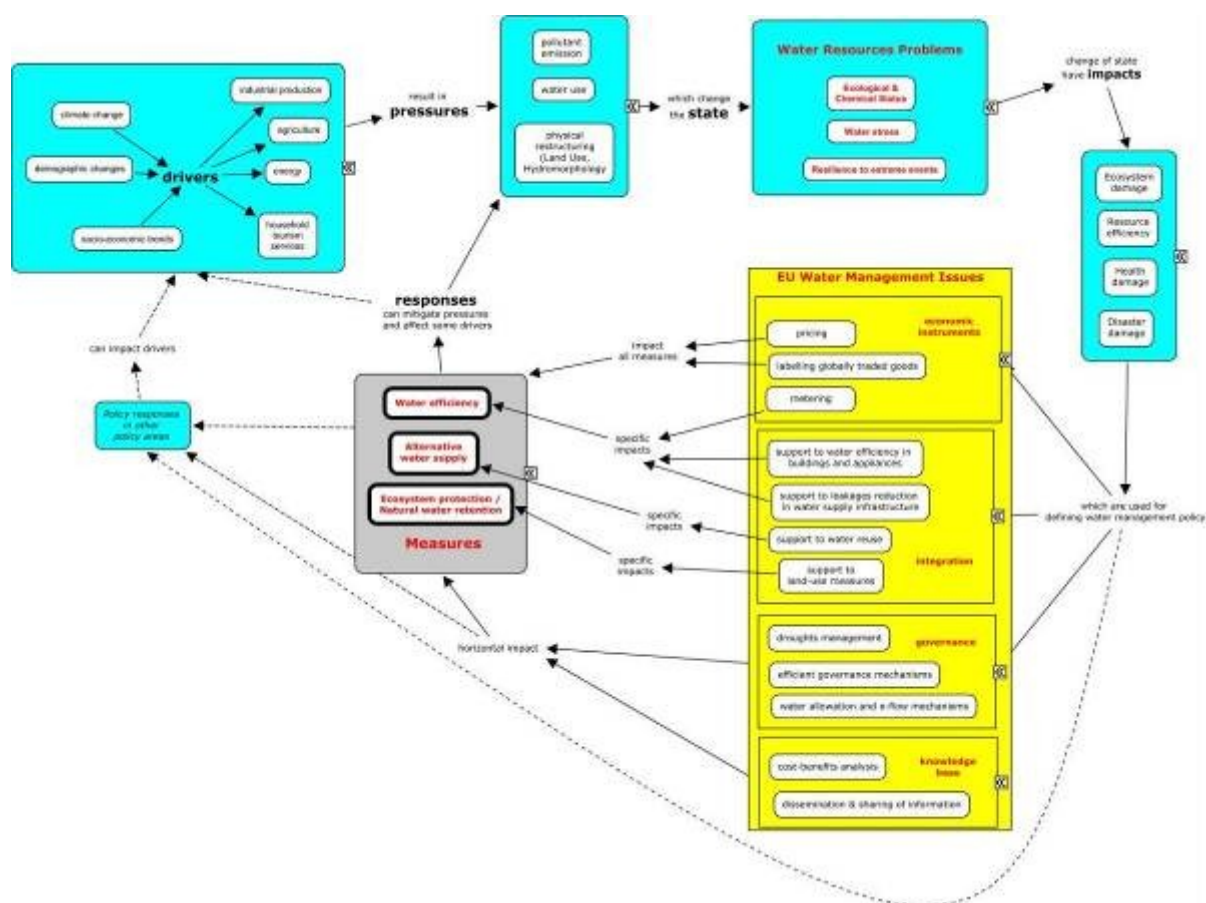 climate change
demographic changes
socio-economic trends
drivers
industrial production
agriculture
energy
household
tourism
services
result in
pressures
pollutant
emission
water use
physical
restructuring
(Land Use,
Hydromorphology
which change
the state
Water Resources Problems
Ecological &
Chemical Status
Water stress
Resilience to extreme events
change of state
have impacts
Ecosystem
damage
Resource
efficiency
Health
damage
Disaster
damage
which are used for
defining water management policy
EU Water Management Issues
economic
instruments
pricing
labelling globally traded goods
metering
support to water efficiency in
buildings and appliances
support to leakages reduction
in water supply infrastructure
support to water reuse
support to
land-use measures
integration
droughts management
governance
efficient governance mechanisms
water allowation and e-flow mechanisms
cost-benefits analysis
knowledge
base
dissemination & sharing of information
impact
all measures
specific
impacts
specific
impacts
specific
impacts
horizontal impact
Water efficiency
Alternative
water supply
Ecosystem protection /
Natural water retention
Measures
responses
can mitigate pressures
and affect some drivers
can impact drivers
Policy responses
in other
policy areas